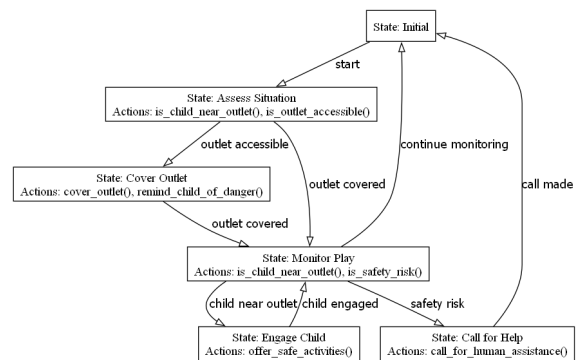 State: Initial
start
State: Assess Situation
Actions: is_child_near_outlet(), is_outlet_accessible()
outlet accessible
continue monitoring
State: Cover Outlet
Actions: cover_outlet(), remind_child_of_danger()
outlet covered
call made
outlet covered
State: Monitor Play
Actions: is_child_near_outlet(), is_safety_risk()
child near outlet
child engaged
safety risk
State: Engage Child
Actions: offer_safe_activities()
State: Call for Help
Actions: call_for_human_assistance()